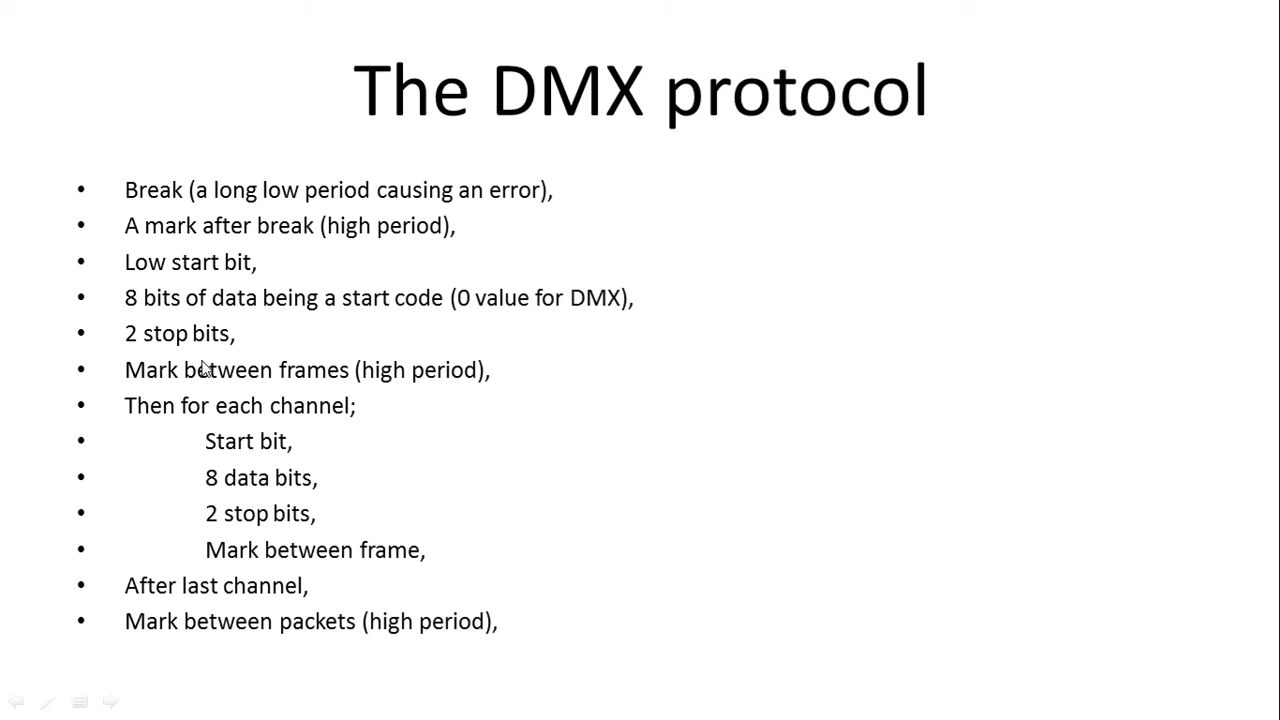 The DMX protocol
• Break (a long low period causing an error),
• A mark after break (high period),
• Low start bit,
• 8 bits of data being a start code (0 value for DMX),
• 2 stop bits,
• Mark between frames (high period),
• Then for each channel;
• Start bit,
• 8 data bits,
• 2 stop bits,
• Mark between frame,
• After last channel,
• Mark between packets (high period),